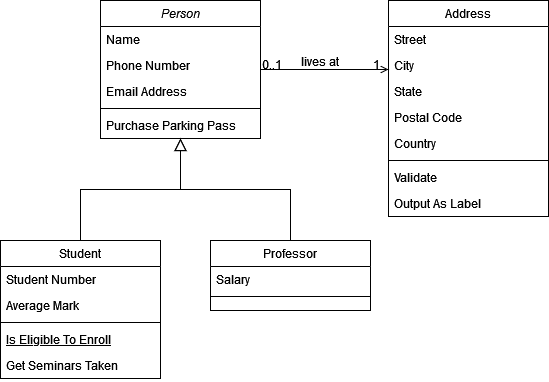 Person
Name
Phone Number
Email Address
Purchase Parking Pass
0..1 lives at 1
Address
Street
City
State
Postal Code
Country
Validate
Output As Label
Student
Student Number
Average Mark
Is Eligible To Enroll
Get Seminars Taken
Professor
Salary